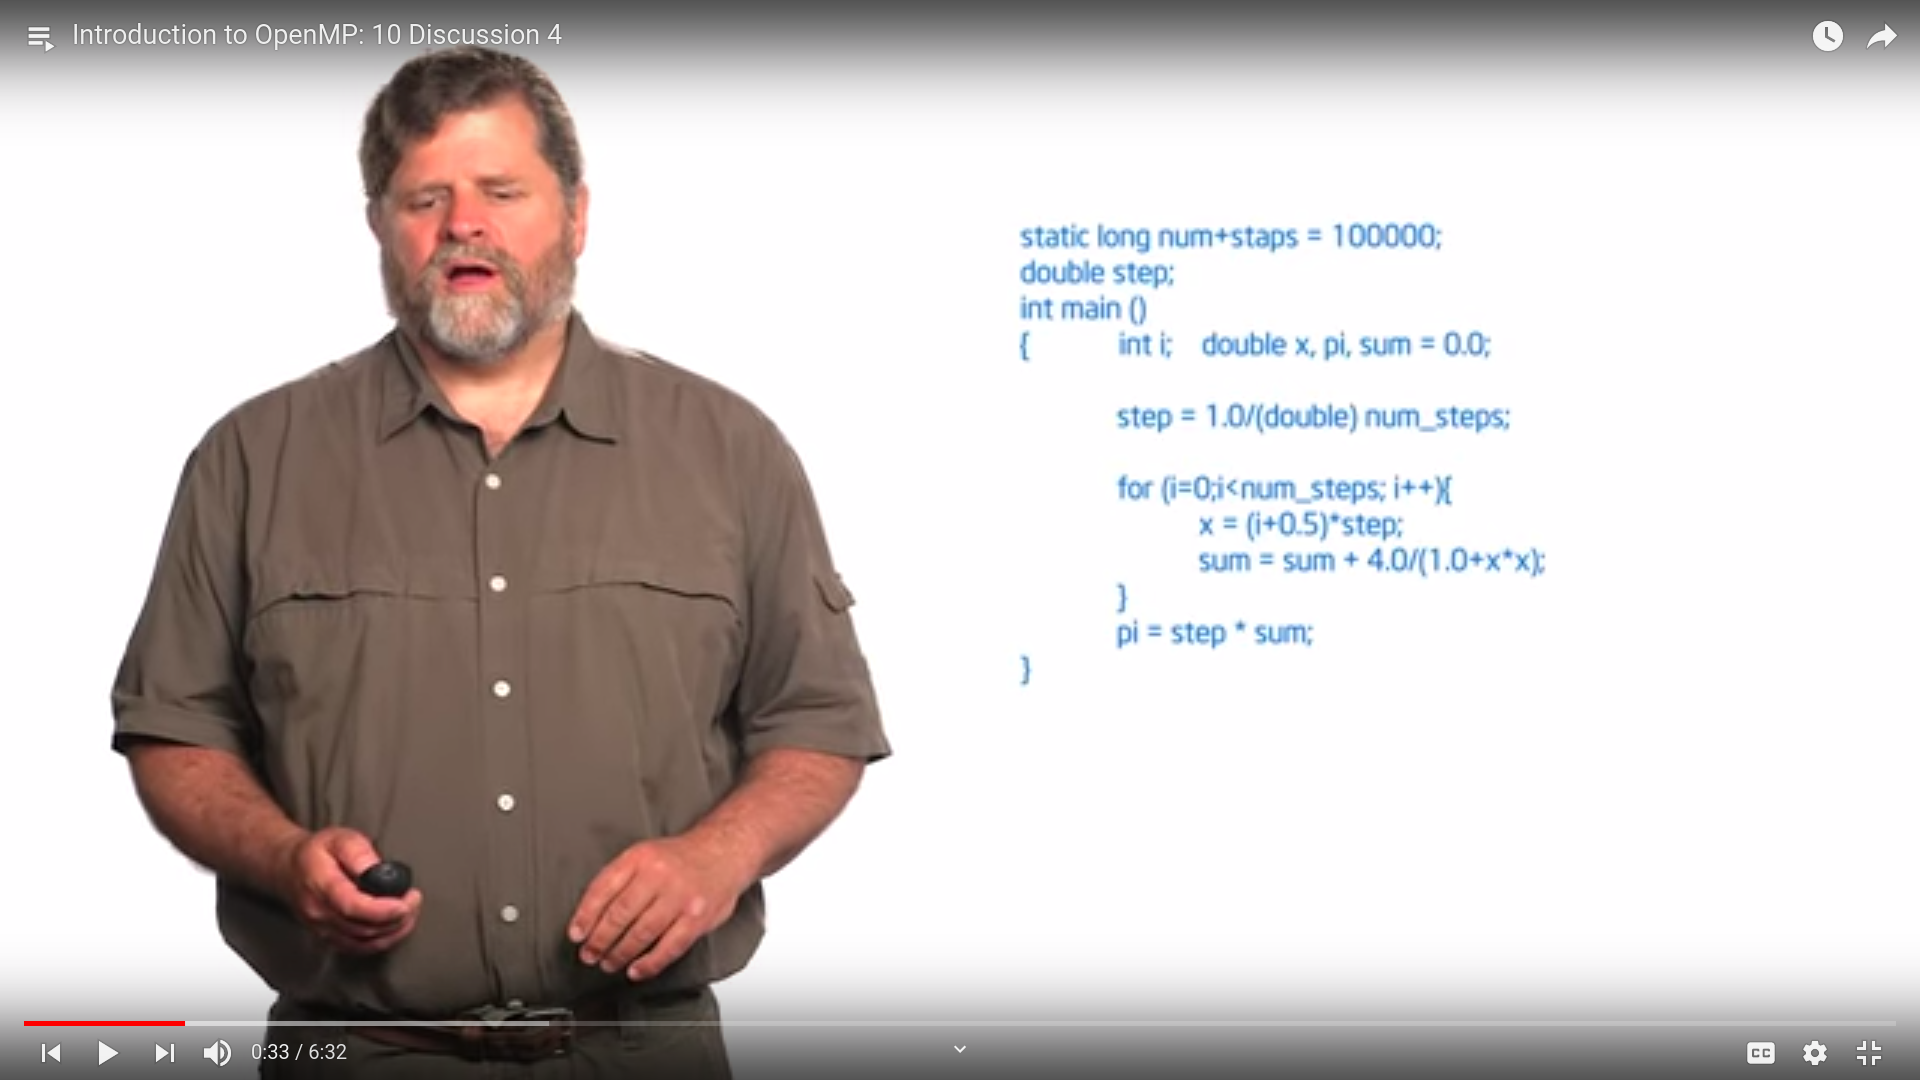 Introduction to OpenMP: 10 Discussion 4
static long num+staps = 100000;
double step;
int main ()
{ int i; double x, pi, sum = 0.0;
step = 1.0/(double) num_steps;
for (i=0;i<num_steps; i++){
x = (i+0.5)*step;
sum = sum + 4.0/(1.0+x*x);
}
pi = step * sum;
}
0:33 / 6:32
CC